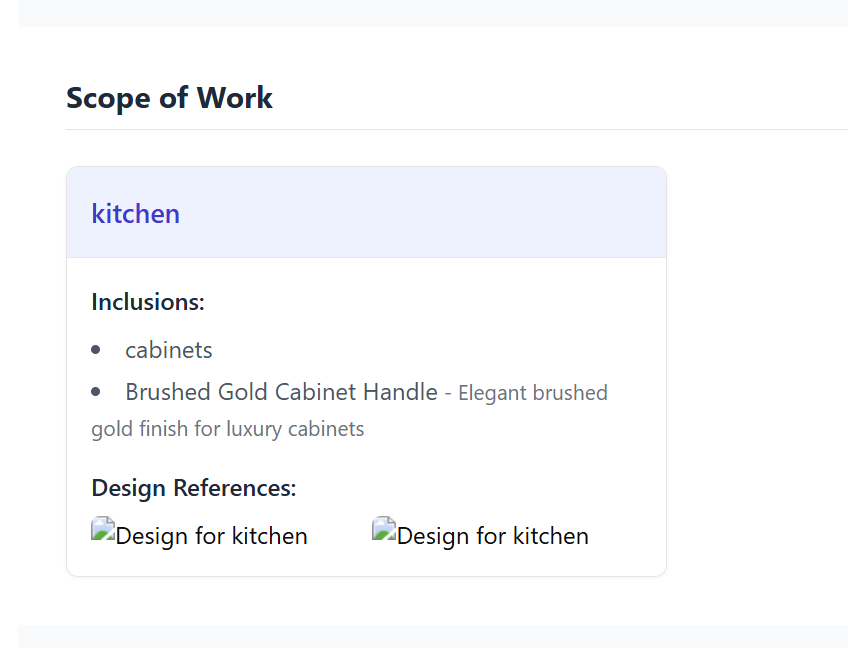 Scope of Work
kitchen
Inclusions:
• cabinets
• Brushed Gold Cabinet Handle - Elegant brushed
gold finish for luxury cabinets
Design References:
Design for kitchen Design for kitchen